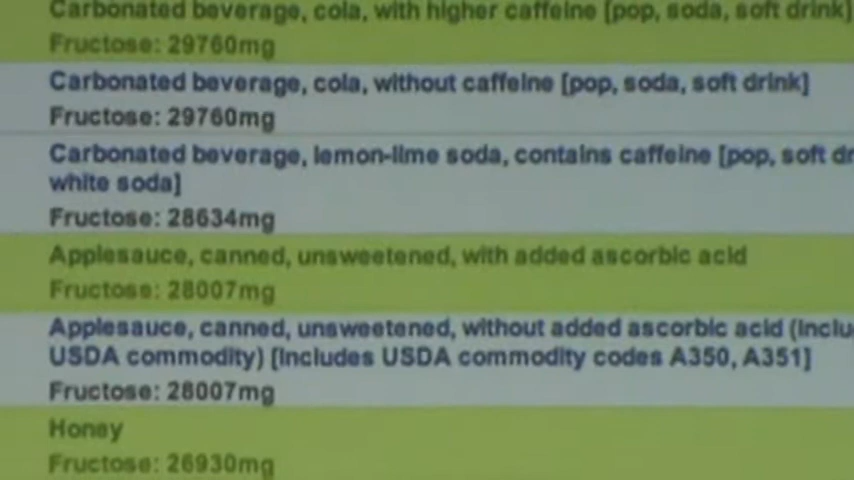 Carbonated beverage, cola, with higher caffeine [pop, soda, soft drink]
Fructose: 29760mg
Carbonated beverage, cola, without caffeine [pop, soda, soft drink]
Fructose: 29760mg
Carbonated beverage, lemon-lime soda, contains caffeine [pop, soft dr
white soda]
Fructose: 28634mg
Applesauce, canned, unsweetened, with added ascorbic acid
Fructose: 28007mg
Applesauce, canned, unsweetened, without added ascorbic acid (Inclu
USDA commodity) [Includes USDA commodity codes A350, A351]
Fructose: 28007mg
Honey
Fructose: 26930mg